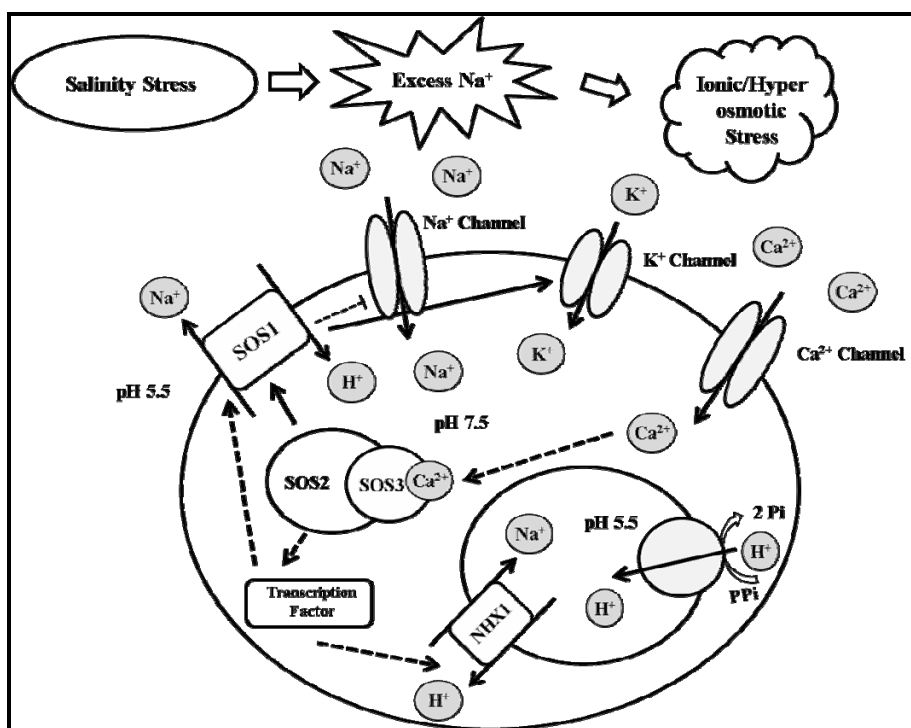 Salinity Stress
Excess Na⁺
Ionic/Hyper
osmotic
Stress
Na⁺
Na⁺
Na⁺ Channel
K⁺
K⁺ Channel
Ca²⁺
Ca²⁺
Ca²⁺ Channel
Na⁺
SOS1
pH 5.5
H⁺
Na⁺
K⁺
pH 7.5
Ca²⁺
SOS2
SOS3
Ca²⁺
Na⁺
pH 5.5
2 Pi
H⁺
PPi
H⁺
Transcription
Factor
NHX1
H⁺